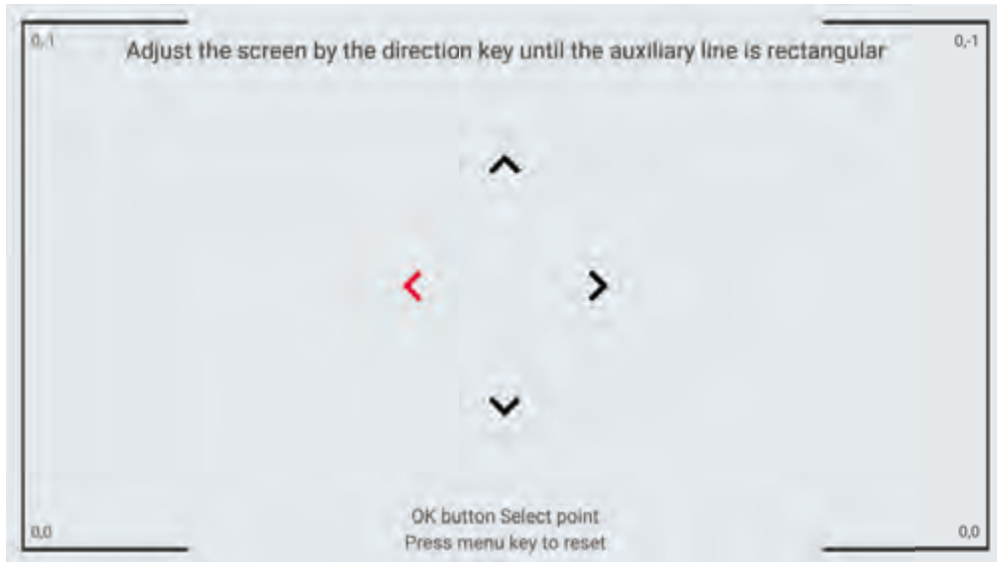 0,-1
0,-1
Adjust the screen by the direction key until the auxiliary line is rectangular
OK button Select point
Press menu key to reset
0,0
0,0